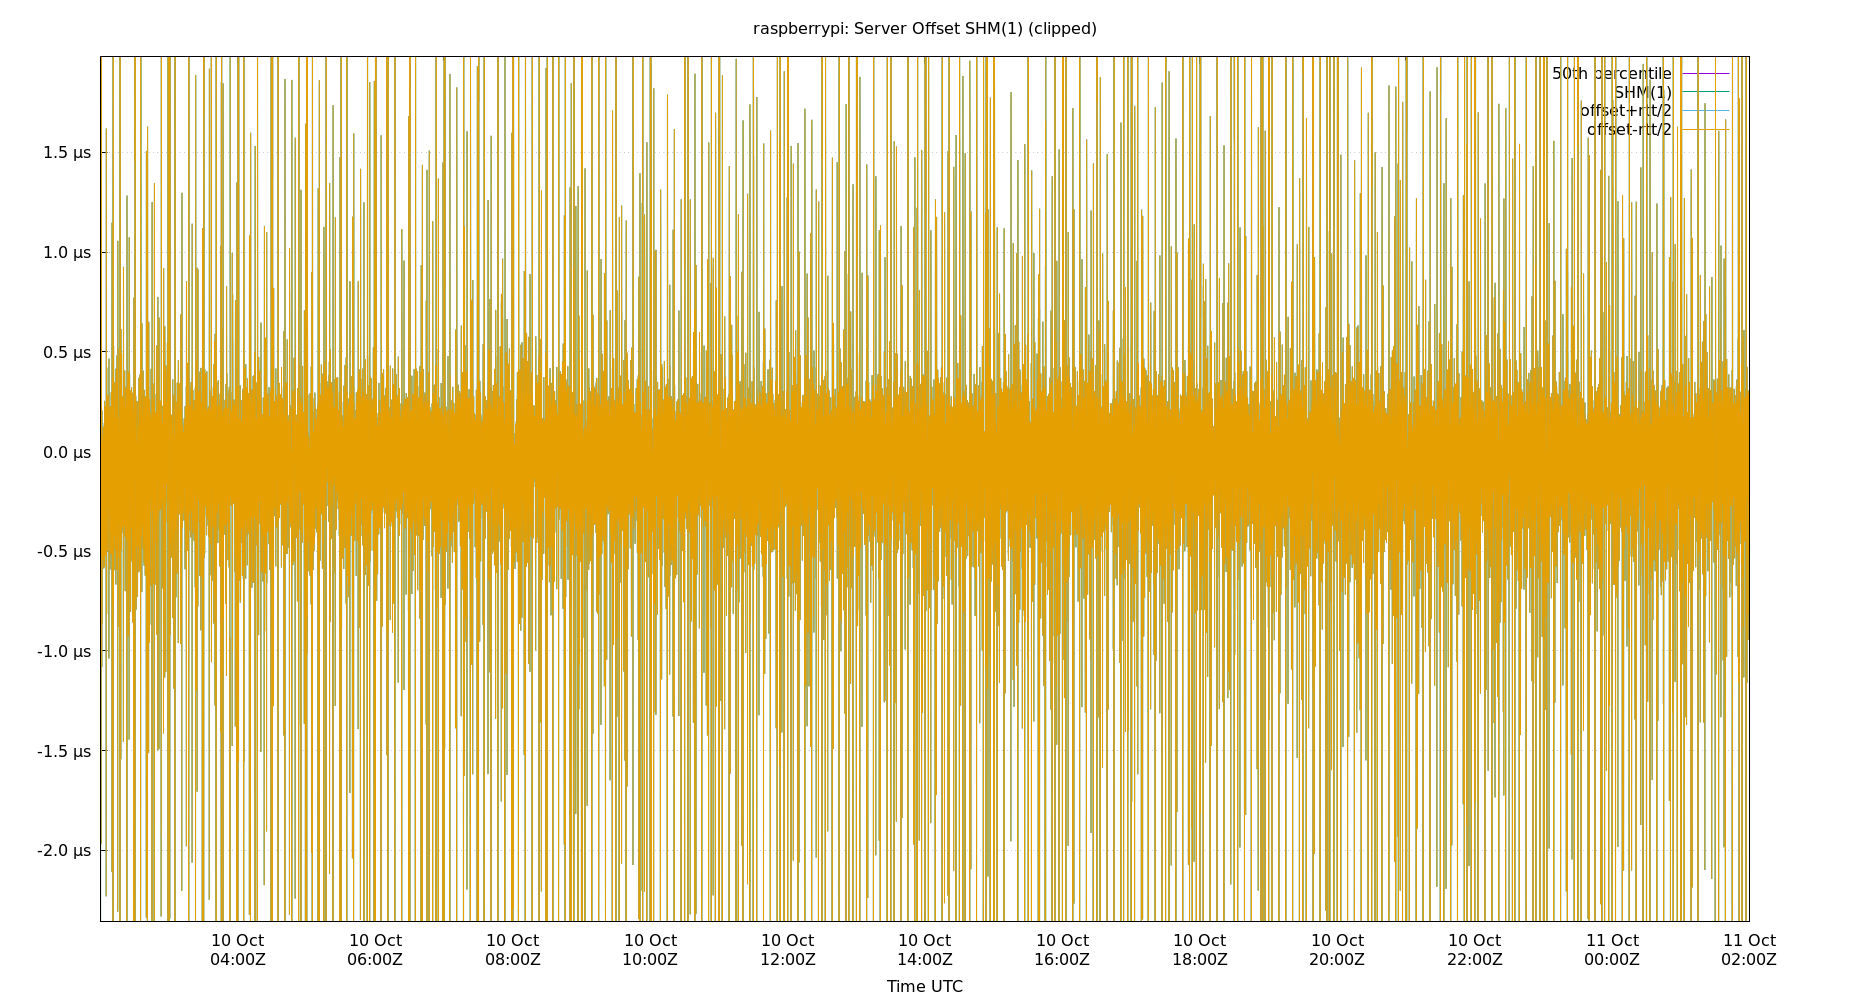 raspberrypi: Server Offset SHM(1) (clipped)
50th percentile
SHM(1)
offset+rtt/2
offset-rtt/2
1.5 µs
1.0 µs
0.5 µs
0.0 µs
-0.5 µs
-1.0 µs
-1.5 µs
-2.0 µs
10 Oct 10 Oct 10 Oct 10 Oct 10 Oct 10 Oct 10 Oct 10 Oct 10 Oct 10 Oct 11 Oct 11 Oct
04:00Z 06:00Z 08:00Z 10:00Z 12:00Z 14:00Z 16:00Z 18:00Z 20:00Z 22:00Z 00:00Z 02:00Z
Time UTC